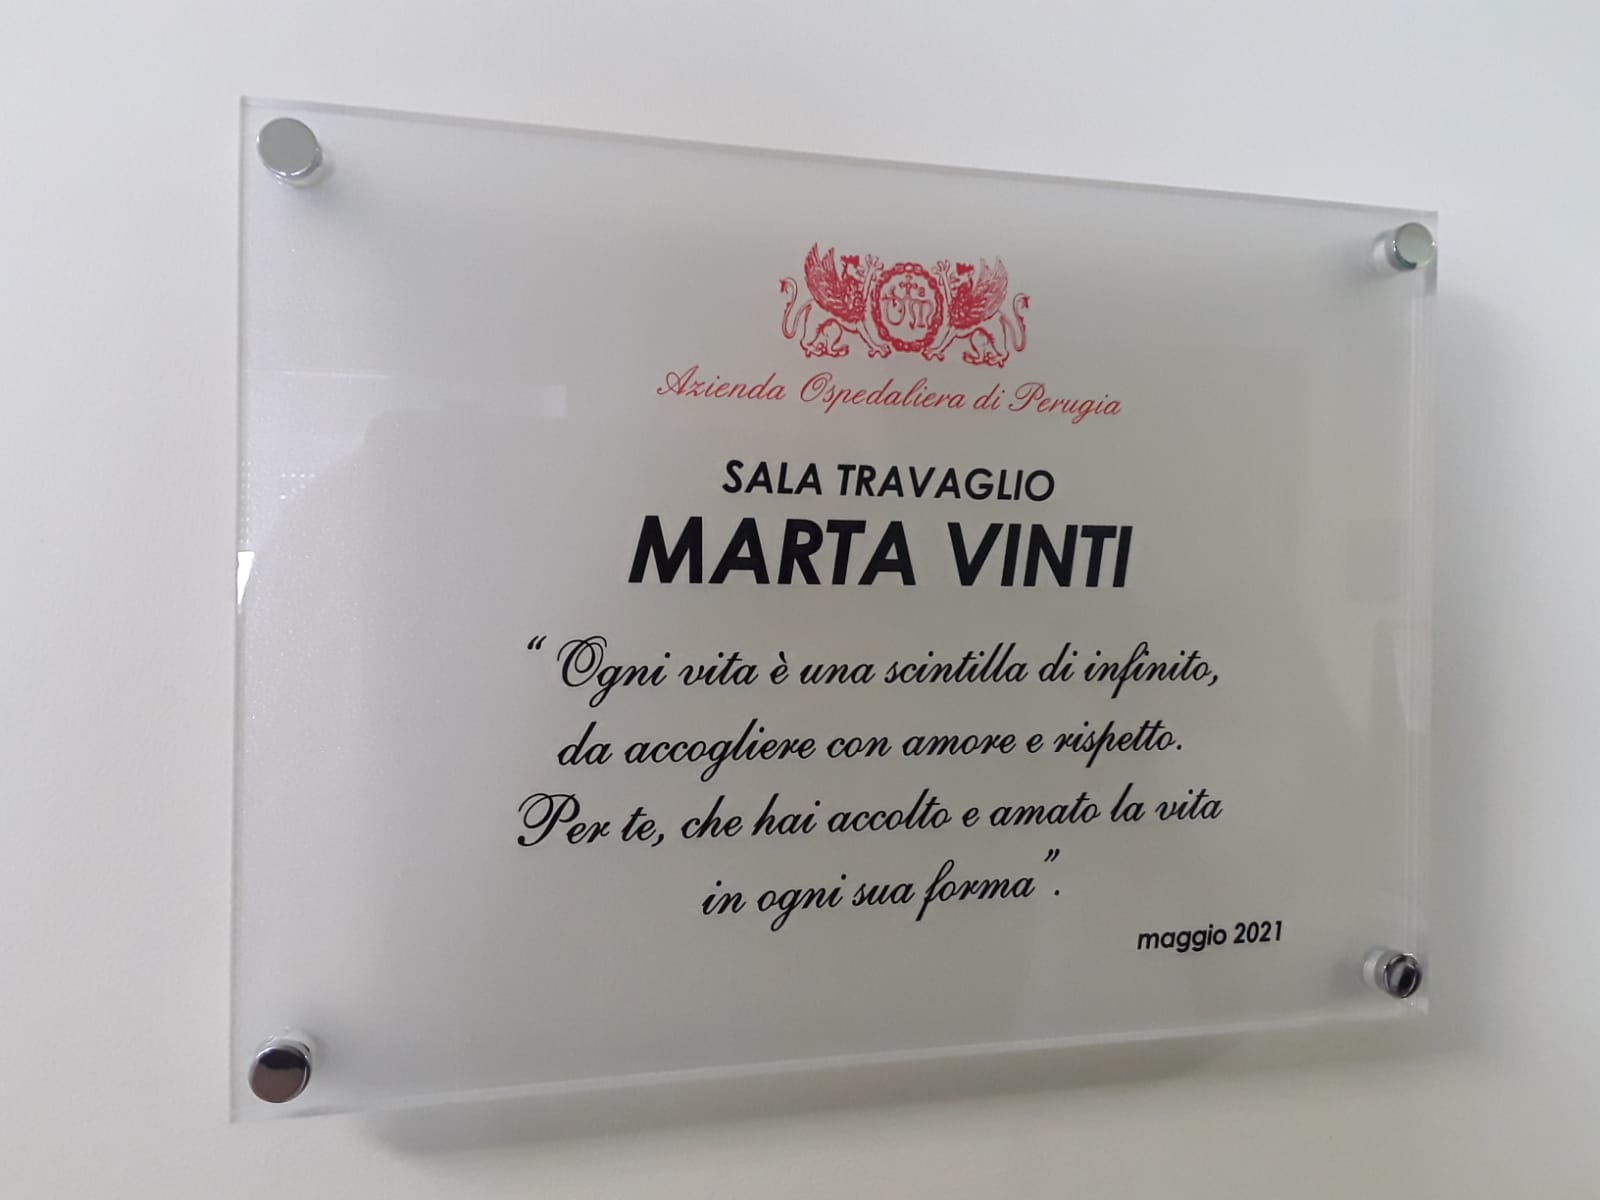 Azienda Ospedaliera di Perugia
SALA TRAVAGLIO
MARTA VINTI
“Ogni vita è una scintilla di infinito,
da accogliere con amore e rispetto.
Per te, che hai accolto e amato la vita
in ogni sua forma”.
maggio 2021